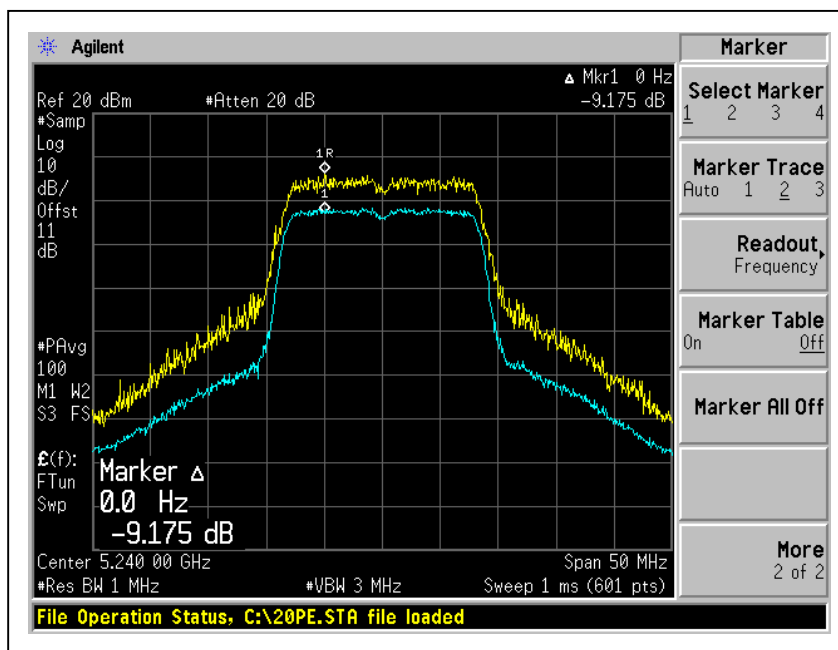 Agilent
Marker
Δ Mkr1 0 Hz
Ref 20 dBm #Atten 20 dB -9.175 dB
#Samp
Log
10
dB/
Offst
11
dB
1R
1
#PAvg
100
M1 W2
S3 FS
£(f):
FTun
Swp
Marker Δ
0.0 Hz
-9.175 dB
Center 5.240 00 GHz Span 50 MHz
#Res BW 1 MHz #VBW 3 MHz Sweep 1 ms (601 pts)
File Operation Status, C:\20PE.STA file loaded
Select Marker
1 2 3 4
Marker Trace
Auto 1 2 3
Readout
Frequency
Marker Table
On Off
Marker All Off
More
2 of 2